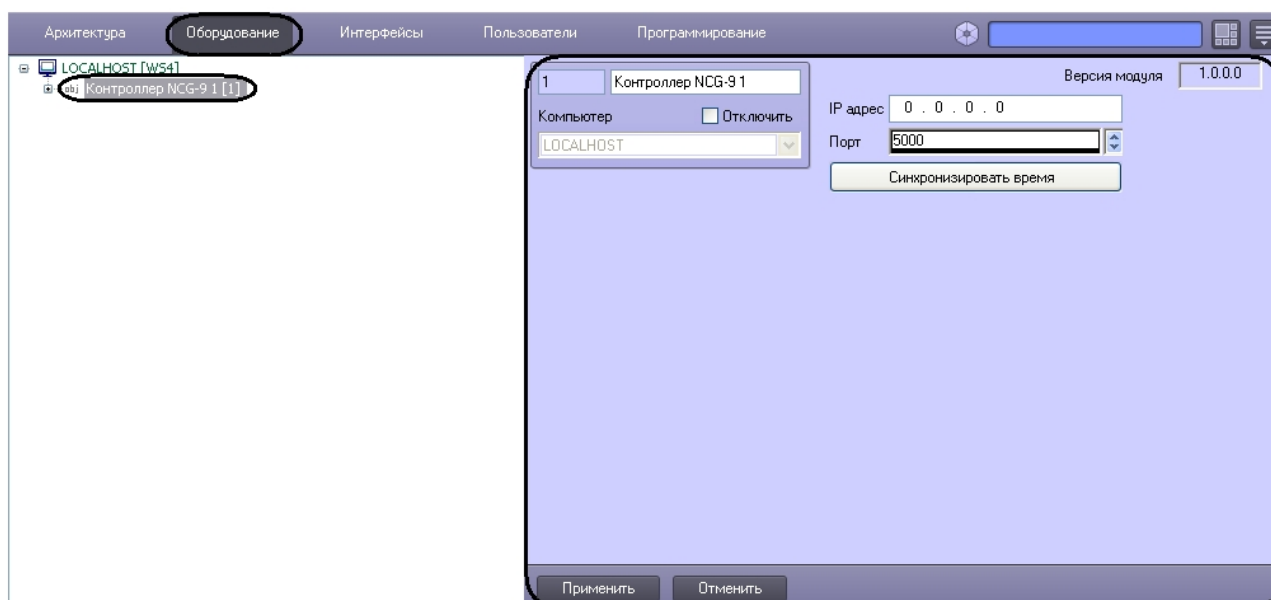 Архитектура Оборудование Интерфейсы Пользователи Программирование
LOCALHOST [WS4]
obj Контроллер NCG-9 1 [1]
1 Контроллер NCG-9 1
Компьютер Отключить
LOCALHOST
Версия модуля 1.0.0.0
IP адрес 0 . 0 . 0 . 0
Порт 5000
Синхронизировать время
Применить Отменить